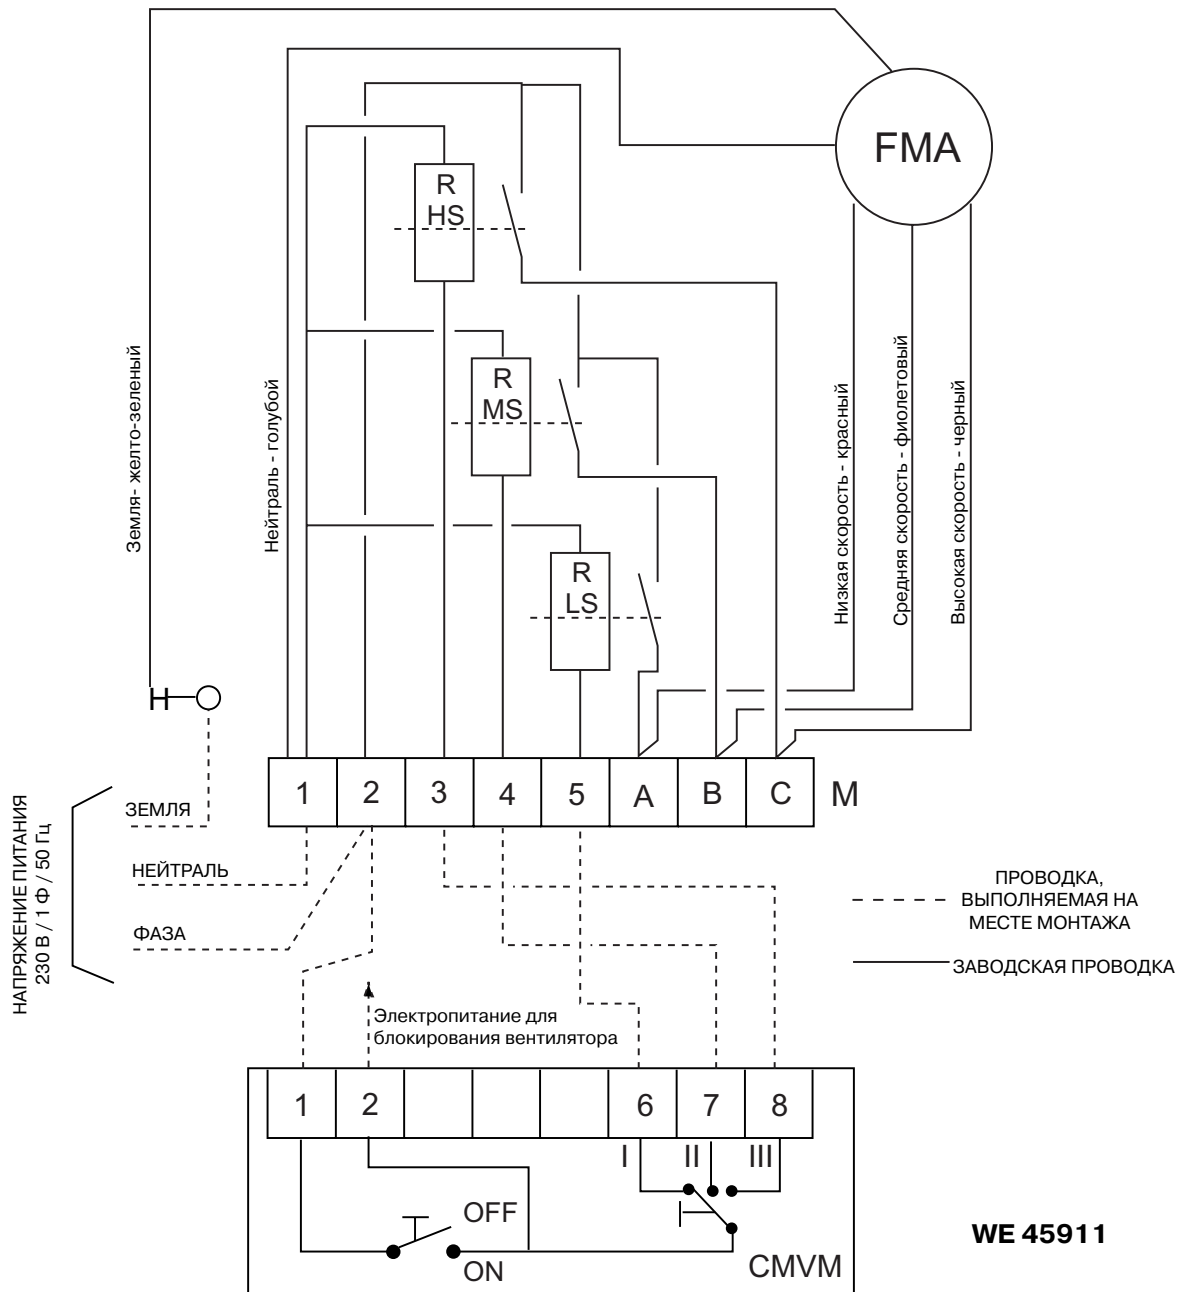 FMA
R
HS
R
MS
R
LS
Земля- желто-зеленый
Нейтраль - голубой
Низкая скорость - красный
Средняя скорость - фиолетовый
Высокая скорость - черный
1 2 3 4 5 A B C M
НАПРЯЖЕНИЕ ПИТАНИЯ
230 В / 1 Ф / 50 Гц
ЗЕМЛЯ
НЕЙТРАЛЬ
ФАЗА
ПРОВОДКА,
ВЫПОЛНЯЕМАЯ НА
МЕСТЕ МОНТАЖА
ЗАВОДСКАЯ ПРОВОДКА
Электропитание для
блокирования вентилятора
1 2 6 7 8
I II III
OFF
ON
CMVM
WE 45911